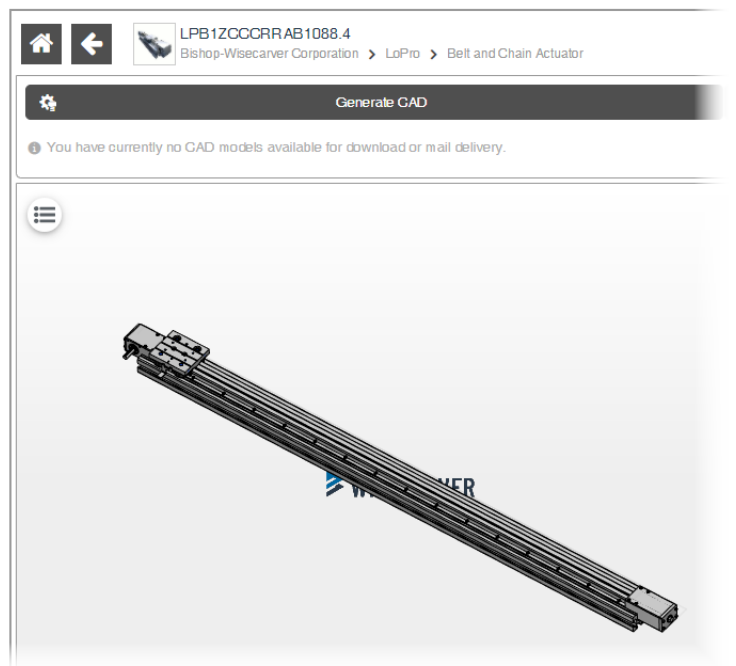 LPB1ZCCCRRAB1088.4
Bishop-Wisecarver Corporation > LoPro > Belt and Chain Actuator
Generate CAD
You have currently no CAD models available for download or mail delivery.